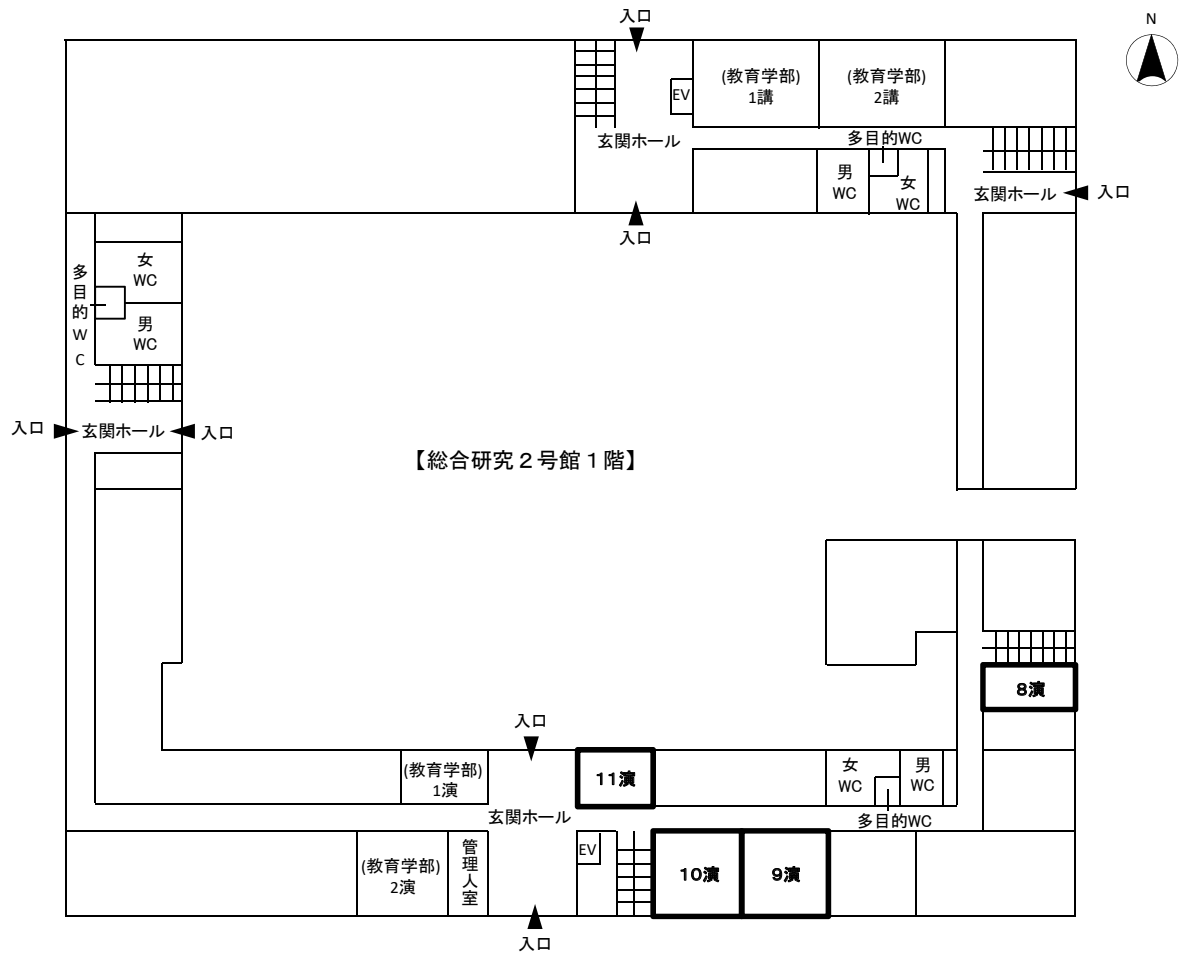 入口
N
(教育学部)
1講
(教育学部)
2講
EV
玄関ホール
多目的WC
男
WC
女
WC
玄関ホール
入口
入口
女
WC
多目的WC
男
WC
入口
玄関ホール
入口
【総合研究2号館1階】
8演
入口
(教育学部)
1演
11演
女
WC
男
WC
玄関ホール
多目的WC
(教育学部)
2演
管理人室
EV
10演
9演
入口